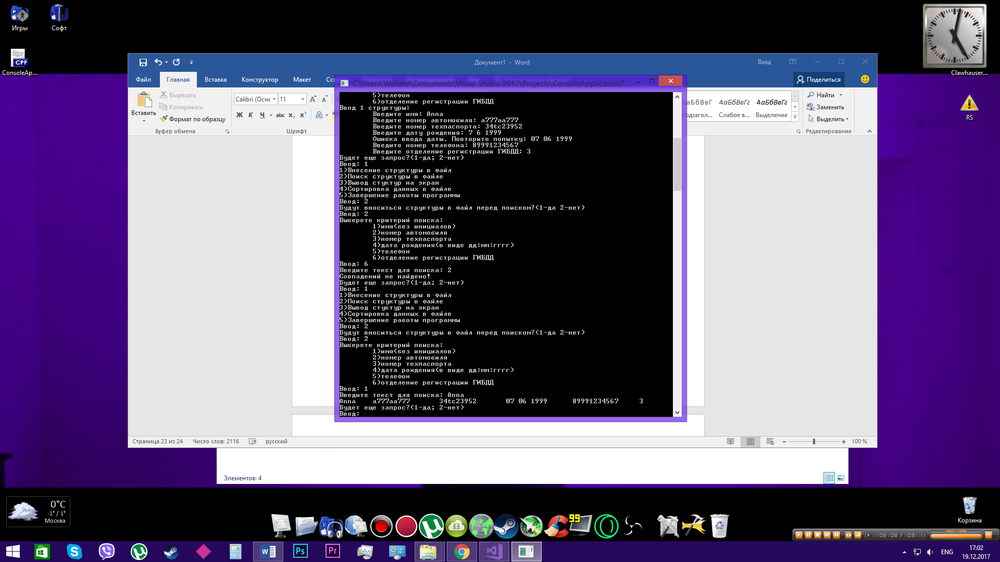 Игры
Софт
ConsoleAp...
Clawhauser...
RS
Документ1 - Word
Вход
Файл
Главная
Вставка
Конструктор
Макет
Сс
Поделиться
Вставить
Вырезать
Копировать
Формат по образцу
Буфер обмена
Calibri (Осно
11
Ж К Ч abc x₂ x²
Шрифт
АаБбВвГг
АаБбВвГг
Слабое в...
Выделение
Найти
Заменить
Выделить
Редактирование
C:\Users\Woland\Documents\Visual Studio 2017\Projects\ConsoleApplication7...
5)телефон
6)отделение регистрации ГИБДД
Ввод 1 структуры:
Введите имя: Anna
Введите номер автомобиля: a777aa777
Введите номер техпаспорта: 34tc23952
Введите дату рождения: 7 6 1999
Ошибка ввода даты. Повторите попытку: 07 06 1999
Введите номер телефона: 89991234567
Введите отделение регистрации ГИБДД: 3
Будет еще запрос?(1-да; 2-нет)
Ввод: 1
1)Внесение структуры в файл
2)Поиск структуры в файле
3)Вывод стуктур на экран
4)Сортировка данных в файле
5)Завершение работы программы
Ввод: 2
Будут вноситься структуры в файл перед поиском?(1-да 2-нет)
Ввод: 2
Выберете критерий поиска:
1)имя(без инициалов)
2)номер автомобиля
3)номер техпаспорта
4)дата рождения(в виде дд:мм:гггг)
5)телефон
6)отделение регистрации ГИБДД
Ввод: 6
Введите текст для поиска: 2
Совпадений не найдено!
Будет еще запрос?(1-да; 2-нет)
Ввод: 1
1)Внесение структуры в файл
2)Поиск структуры в файле
3)Вывод стуктур на экран
4)Сортировка данных в файле
5)Завершение работы программы
Ввод: 2
Будут вноситься структуры в файл перед поиском?(1-да 2-нет)
Ввод: 2
Выберете критерий поиска:
1)имя(без инициалов)
2)номер автомобиля
3)номер техпаспорта
4)дата рождения(в виде дд:мм:гггг)
5)телефон
6)отделение регистрации ГИБДД
Ввод: 1
Введите текст для поиска: Anna
Anna a777aa777 34tc23952 07 06 1999 89991234567 3
Будет еще запрос?(1-да; 2-нет)
Ввод:
Страница 23 из 24
Число слов: 2116
русский
100 %
Элементов: 4
0°C
-1° / 1°
Москва
99
Корзина
ENG
17:02
19.12.2017